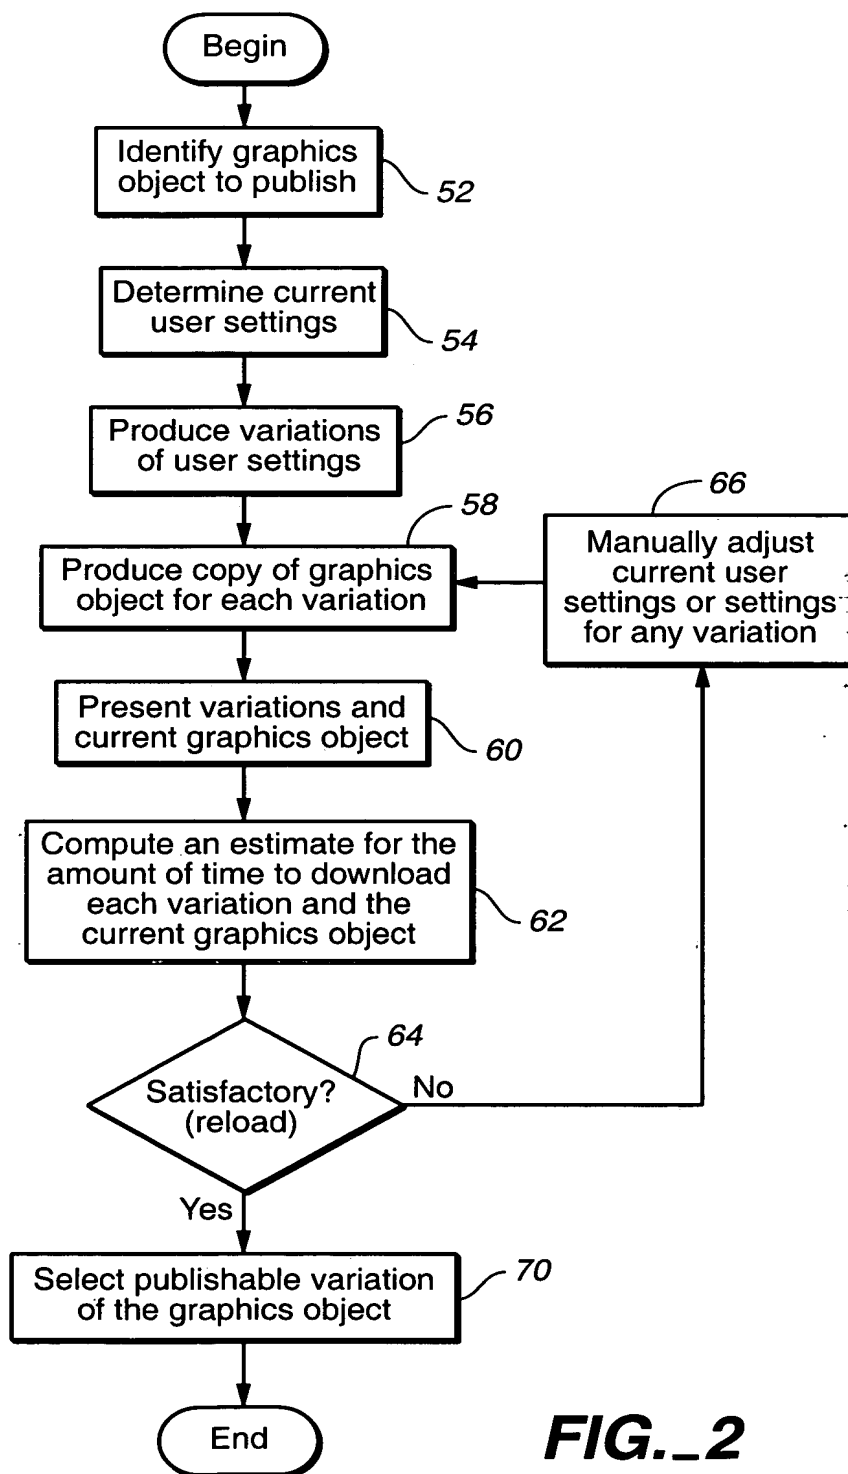 Begin
Identify graphics
object to publish
52
Determine current
user settings
54
Produce variations
of user settings
56
Produce copy of graphics
object for each variation
58
Manually adjust
current user
settings or settings
for any variation
66
Present variations and
current graphics object
60
Compute an estimate for the
amount of time to download
each variation and the
current graphics object
62
Satisfactory?
(reload)
64
No
Yes
Select publishable variation
of the graphics object
70
End
FIG._2